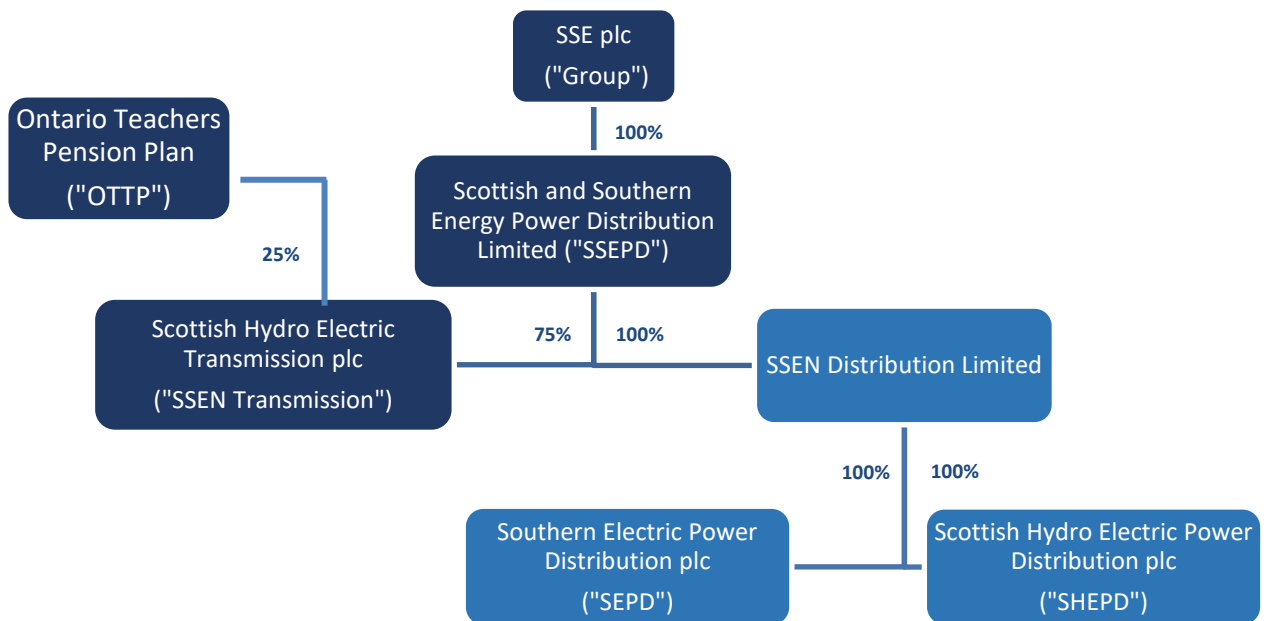 SSE plc
("Group")
100%
Ontario Teachers
Pension Plan
("OTTP")
Scottish and Southern
Energy Power Distribution
Limited ("SSEPD")
25%
75%
100%
Scottish Hydro Electric
Transmission plc
("SSEN Transmission")
SSEN Distribution Limited
100%
100%
Southern Electric Power
Distribution plc
("SEPD")
Scottish Hydro Electric Power
Distribution plc
("SHEPD")